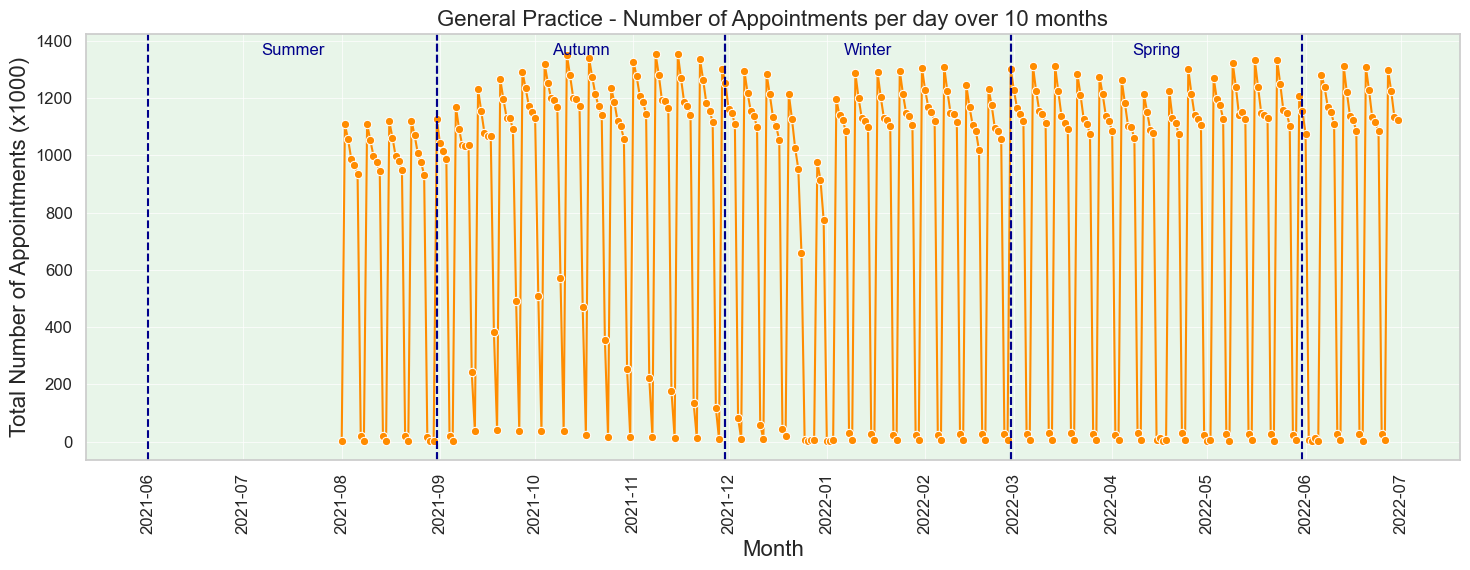 General Practice - Number of Appointments per day over 10 months
Summer Autumn Winter Spring
Total Number of Appointments (x1000)
1400
1200
1000
800
600
400
200
0
2021-06 2021-07 2021-08 2021-09 2021-10 2021-11 2021-12 2022-01 2022-02 2022-03 2022-04 2022-05 2022-06 2022-07
Month